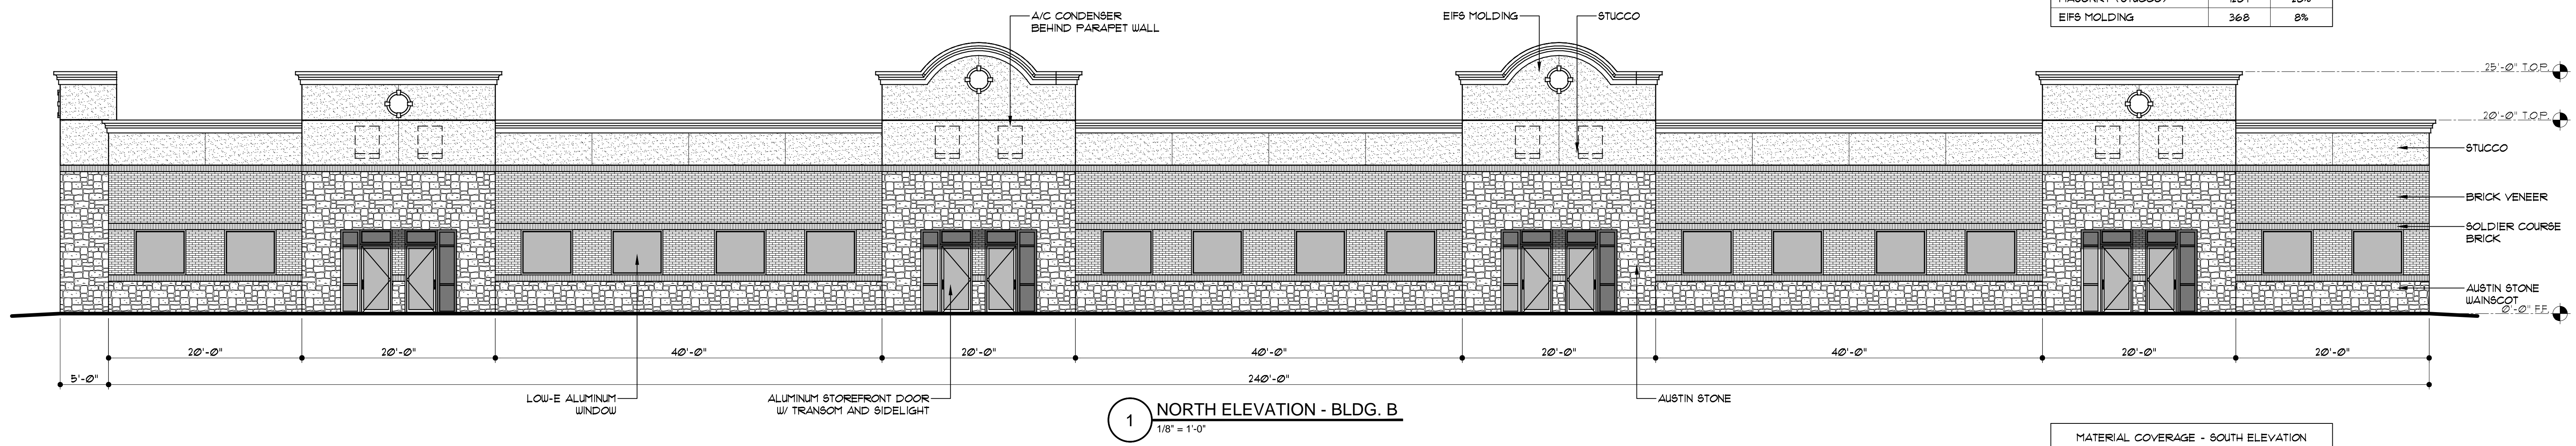 A/C CONDENSER
BEHIND PARAPET WALL
EIFS MOLDING
STUCCO
MASONRY (STUCCO)
EIFS MOLDING 368 8%
25'-0" T.O.P.
20'-0" T.O.P.
STUCCO
BRICK VENEER
SOLDIER COURSE
BRICK
AUSTIN STONE
WAINSCOT
0'-0" F.F.
20'-0" 20'-0" 40'-0" 20'-0" 40'-0" 20'-0" 40'-0" 20'-0" 20'-0"
5'-0" 240'-0"
LOW-E ALUMINUM
WINDOW
ALUMINUM STOREFRONT DOOR
W/ TRANSOM AND SIDELIGHT
AUSTIN STONE
1 NORTH ELEVATION - BLDG. B
1/8" = 1'-0"
MATERIAL COVERAGE - SOUTH ELEVATION